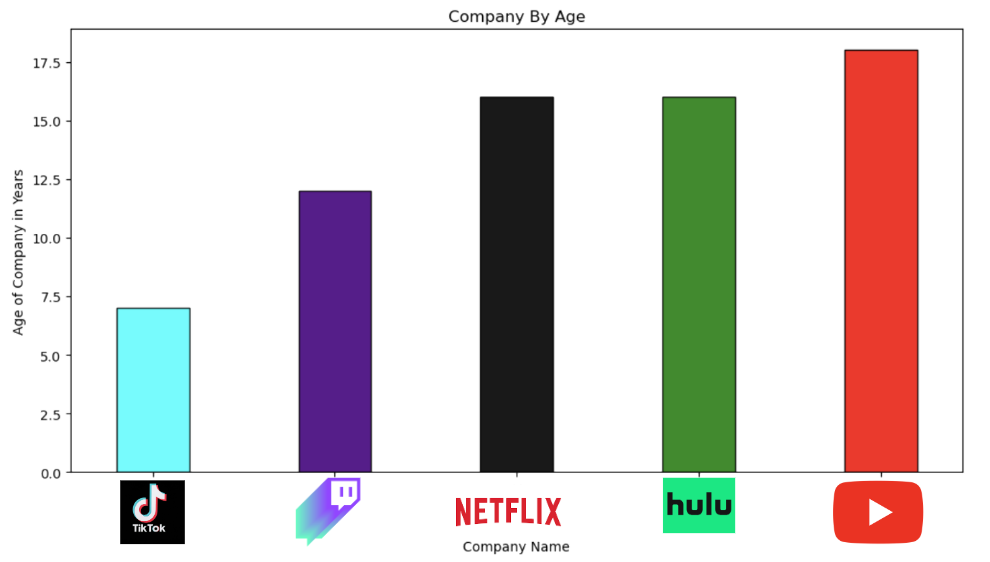 Company By Age
Age of Company in Years
17.5
15.0
12.5
10.0
7.5
5.0
2.5
0.0
TikTok
NETFLIX
hulu
Company Name